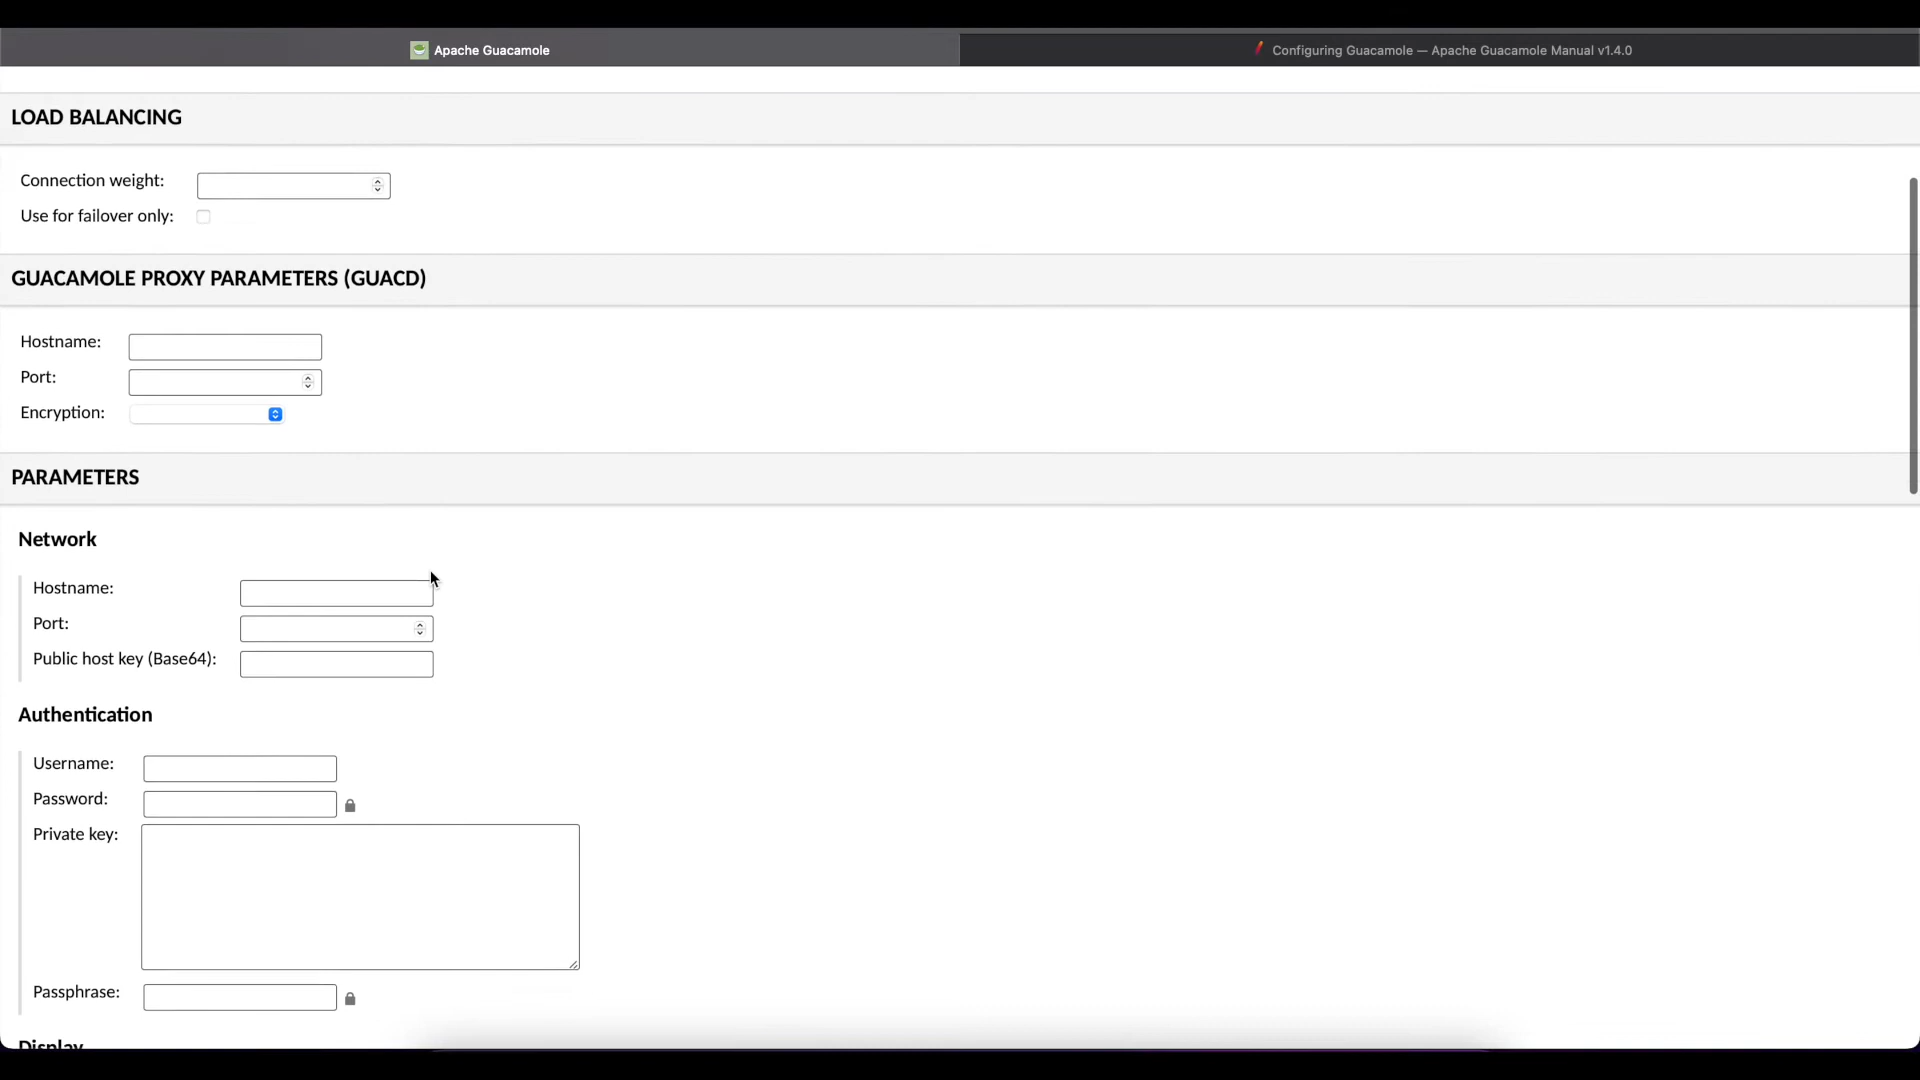 Apache Guacamole
Configuring Guacamole — Apache Guacamole Manual v1.4.0
LOAD BALANCING
Connection weight:
Use for failover only:
GUACAMOLE PROXY PARAMETERS (GUACD)
Hostname:
Port:
Encryption:
PARAMETERS
Network
Hostname:
Port:
Public host key (Base64):
Authentication
Username:
Password:
Private key:
Passphrase:
Display